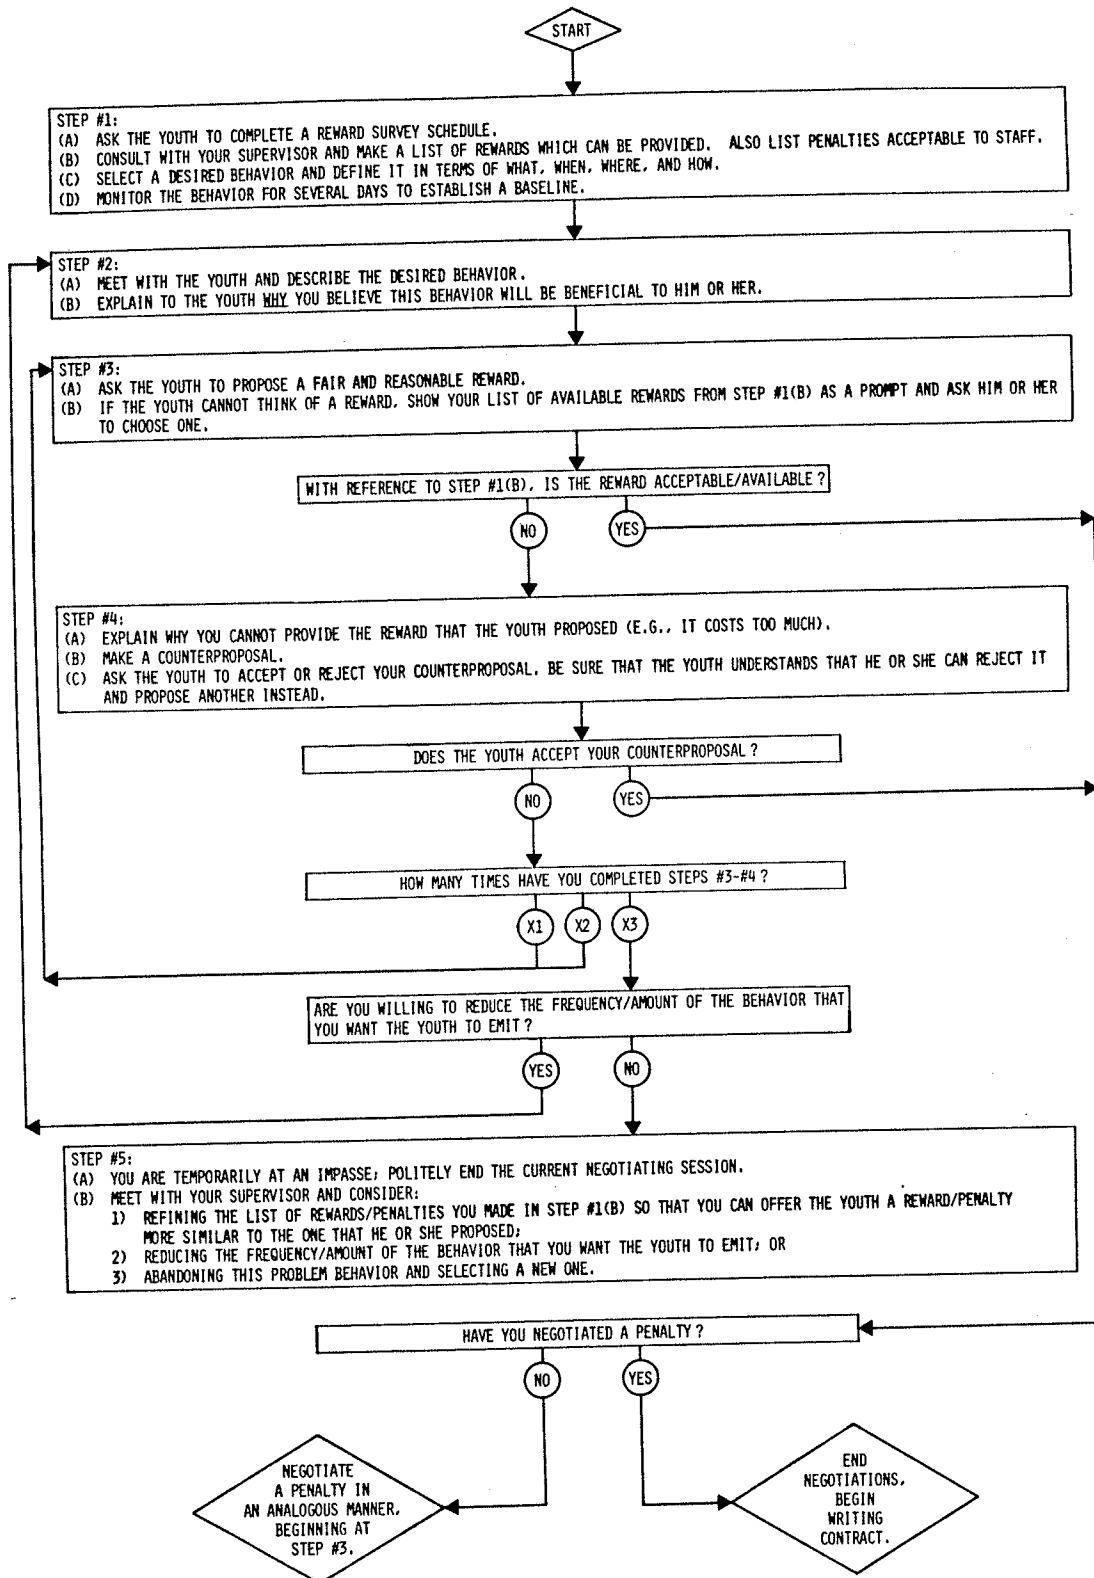 START
STEP #1:
(A) ASK THE YOUTH TO COMPLETE A REWARD SURVEY SCHEDULE.
(B) CONSULT WITH YOUR SUPERVISOR AND MAKE A LIST OF REWARDS WHICH CAN BE PROVIDED. ALSO LIST PENALTIES ACCEPTABLE TO STAFF.
(C) SELECT A DESIRED BEHAVIOR AND DEFINE IT IN TERMS OF WHAT, WHEN, WHERE, AND HOW.
(D) MONITOR THE BEHAVIOR FOR SEVERAL DAYS TO ESTABLISH A BASELINE.
STEP #2:
(A) MEET WITH THE YOUTH AND DESCRIBE THE DESIRED BEHAVIOR.
(B) EXPLAIN TO THE YOUTH WHY YOU BELIEVE THIS BEHAVIOR WILL BE BENEFICIAL TO HIM OR HER.
STEP #3:
(A) ASK THE YOUTH TO PROPOSE A FAIR AND REASONABLE REWARD.
(B) IF THE YOUTH CANNOT THINK OF A REWARD, SHOW YOUR LIST OF AVAILABLE REWARDS FROM STEP #1(B) AS A PROMPT AND ASK HIM OR HER
TO CHOOSE ONE.
WITH REFERENCE TO STEP #1(B), IS THE REWARD ACCEPTABLE/AVAILABLE?
NO YES
STEP #4:
(A) EXPLAIN WHY YOU CANNOT PROVIDE THE REWARD THAT THE YOUTH PROPOSED (E.G., IT COSTS TOO MUCH).
(B) MAKE A COUNTERPROPOSAL.
(C) ASK THE YOUTH TO ACCEPT OR REJECT YOUR COUNTERPROPOSAL. BE SURE THAT THE YOUTH UNDERSTANDS THAT HE OR SHE CAN REJECT IT
AND PROPOSE ANOTHER INSTEAD.
DOES THE YOUTH ACCEPT YOUR COUNTERPROPOSAL?
NO YES
HOW MANY TIMES HAVE YOU COMPLETED STEPS #3-#4?
X1 X2 X3
ARE YOU WILLING TO REDUCE THE FREQUENCY/AMOUNT OF THE BEHAVIOR THAT
YOU WANT THE YOUTH TO EMIT?
YES NO
STEP #5:
(A) YOU ARE TEMPORARILY AT AN IMPASSE; POLITELY END THE CURRENT NEGOTIATING SESSION.
(B) MEET WITH YOUR SUPERVISOR AND CONSIDER:
1) REFINING THE LIST OF REWARDS/PENALTIES YOU MADE IN STEP #1(B) SO THAT YOU CAN OFFER THE YOUTH A REWARD/PENALTY
MORE SIMILAR TO THE ONE THAT HE OR SHE PROPOSED;
2) REDUCING THE FREQUENCY/AMOUNT OF THE BEHAVIOR THAT YOU WANT THE YOUTH TO EMIT; OR
3) ABANDONING THIS PROBLEM BEHAVIOR AND SELECTING A NEW ONE.
HAVE YOU NEGOTIATED A PENALTY?
NO YES
NEGOTIATE
A PENALTY IN
AN ANALOGOUS MANNER,
BEGINNING AT
STEP #3.
END
NEGOTIATIONS,
BEGIN
WRITING
CONTRACT.